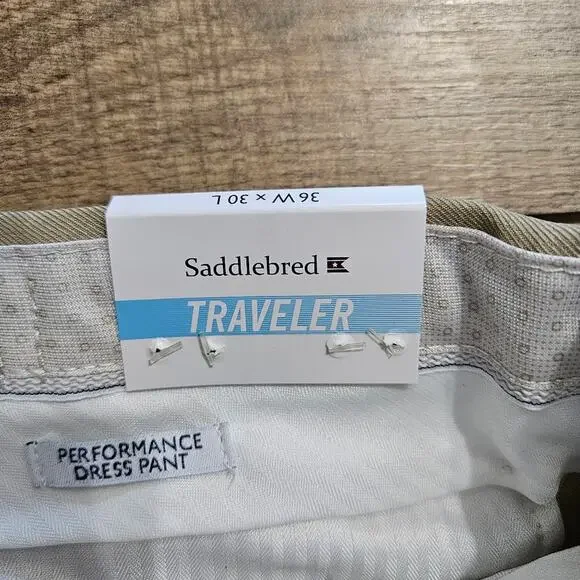 36W x 30L
Saddlebred
TRAVELER
PERFORMANCE
DRESS PANT